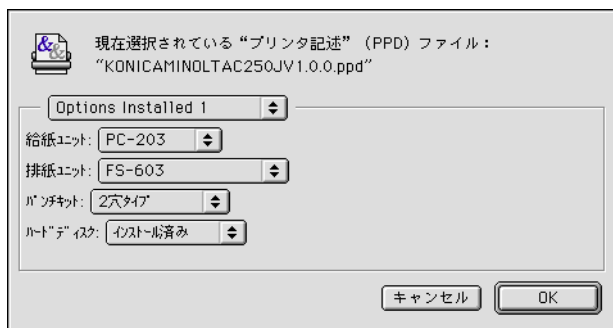 現在選択されている“プリンタ記述”（PPD）ファイル：
“KONICAMINOLTAC250JV1.0.0.ppd”
Options Installed 1
給紙ﾕﾆｯﾄ: PC-203
排紙ﾕﾆｯﾄ: FS-603
ﾊﾟﾝﾁｷｯﾄ: 2穴ﾀｲﾌﾟ
ﾊｰﾄﾞﾃﾞｨｽｸ: ｲﾝｽﾄｰﾙ済み
キャンセル OK